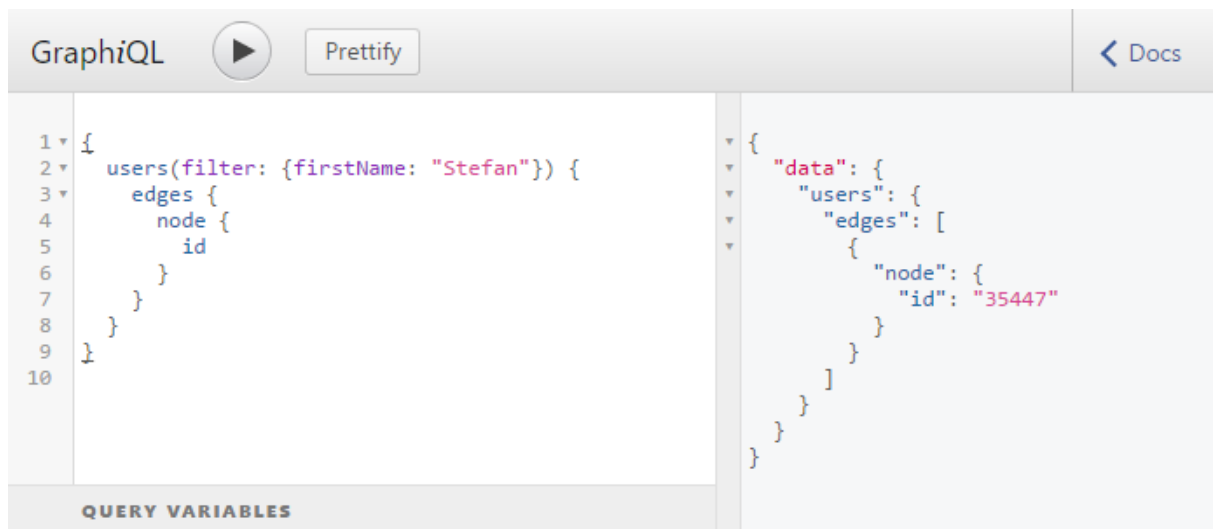 GraphiQL Prettify Docs
1 {
2 users(filter: {firstName: "Stefan"}) {
3 edges {
4 node {
5 id
6 }
7 }
8 }
9 }
10
{
"data": {
"users": {
"edges": [
{
"node": {
"id": "35447"
}
}
]
}
}
}
QUERY VARIABLES